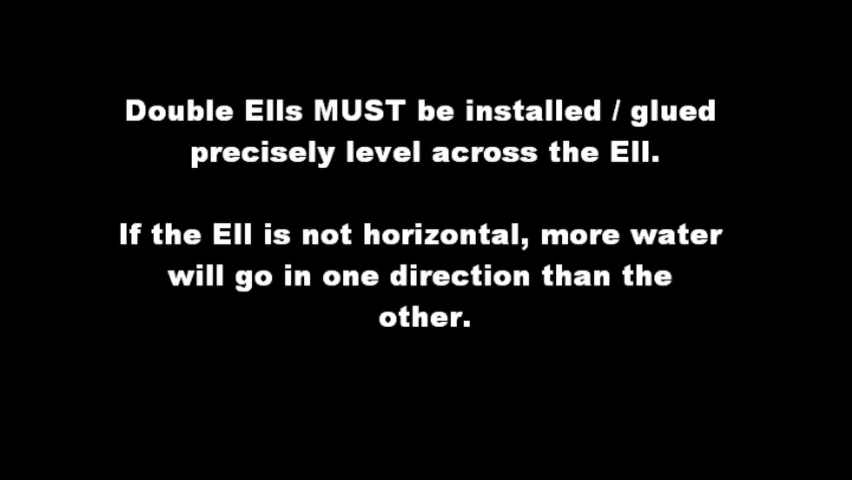 Double Ells MUST be installed / glued
precisely level across the Ell.
If the Ell is not horizontal, more water
will go in one direction than the
other.